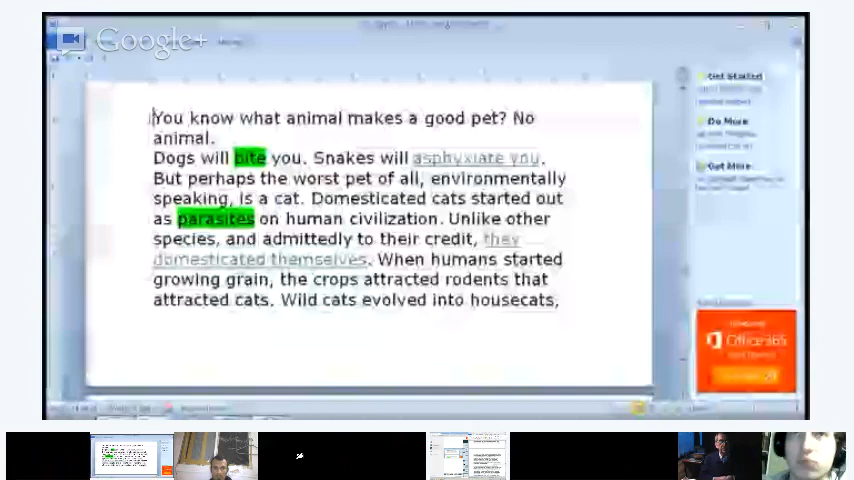 Google+
You know what animal makes a good pet? No
animal.
Dogs will bite you. Snakes will asphyxiate you.
But perhaps the worst pet of all, environmentally
speaking, is a cat. Domesticated cats started out
as parasites on human civilization. Unlike other
species, and admittedly to their credit, they
domesticated themselves. When humans started
growing grain, the crops attracted rodents that
attracted cats. Wild cats evolved into housecats,
Get Started
Do More
Get More
Office 365